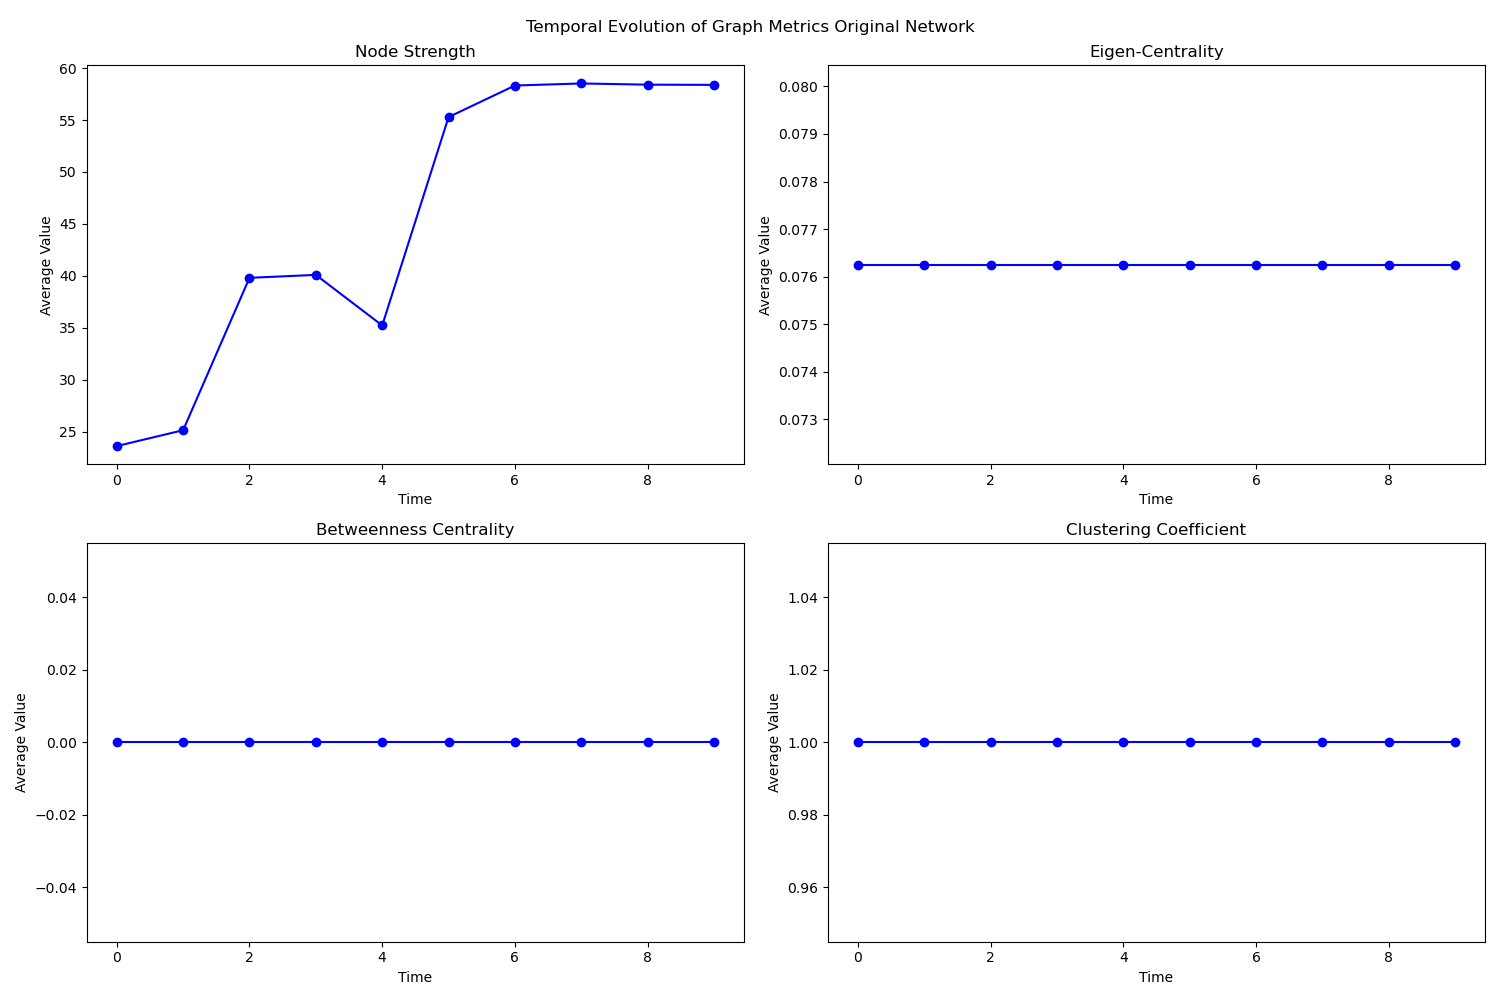 Temporal Evolution of Graph Metrics Original Network
Node Strength
60
55
50
45
40
35
30
25
Average Value
0 2 4 6 8
Time
Eigen-Centrality
0.080
0.079
0.078
0.077
0.076
0.075
0.074
0.073
Average Value
0 2 4 6 8
Time
Betweenness Centrality
0.04
0.02
0.00
−0.02
−0.04
Average Value
0 2 4 6 8
Time
Clustering Coefficient
1.04
1.02
1.00
0.98
0.96
Average Value
0 2 4 6 8
Time